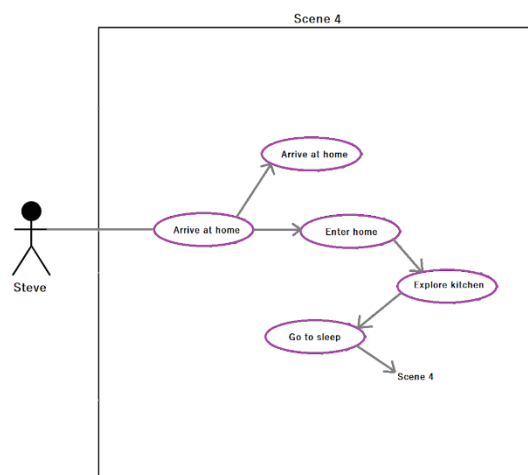 Scene 4
Arrive at home
Arrive at home
Enter home
Steve
Explore kitchen
Go to sleep
Scene 4